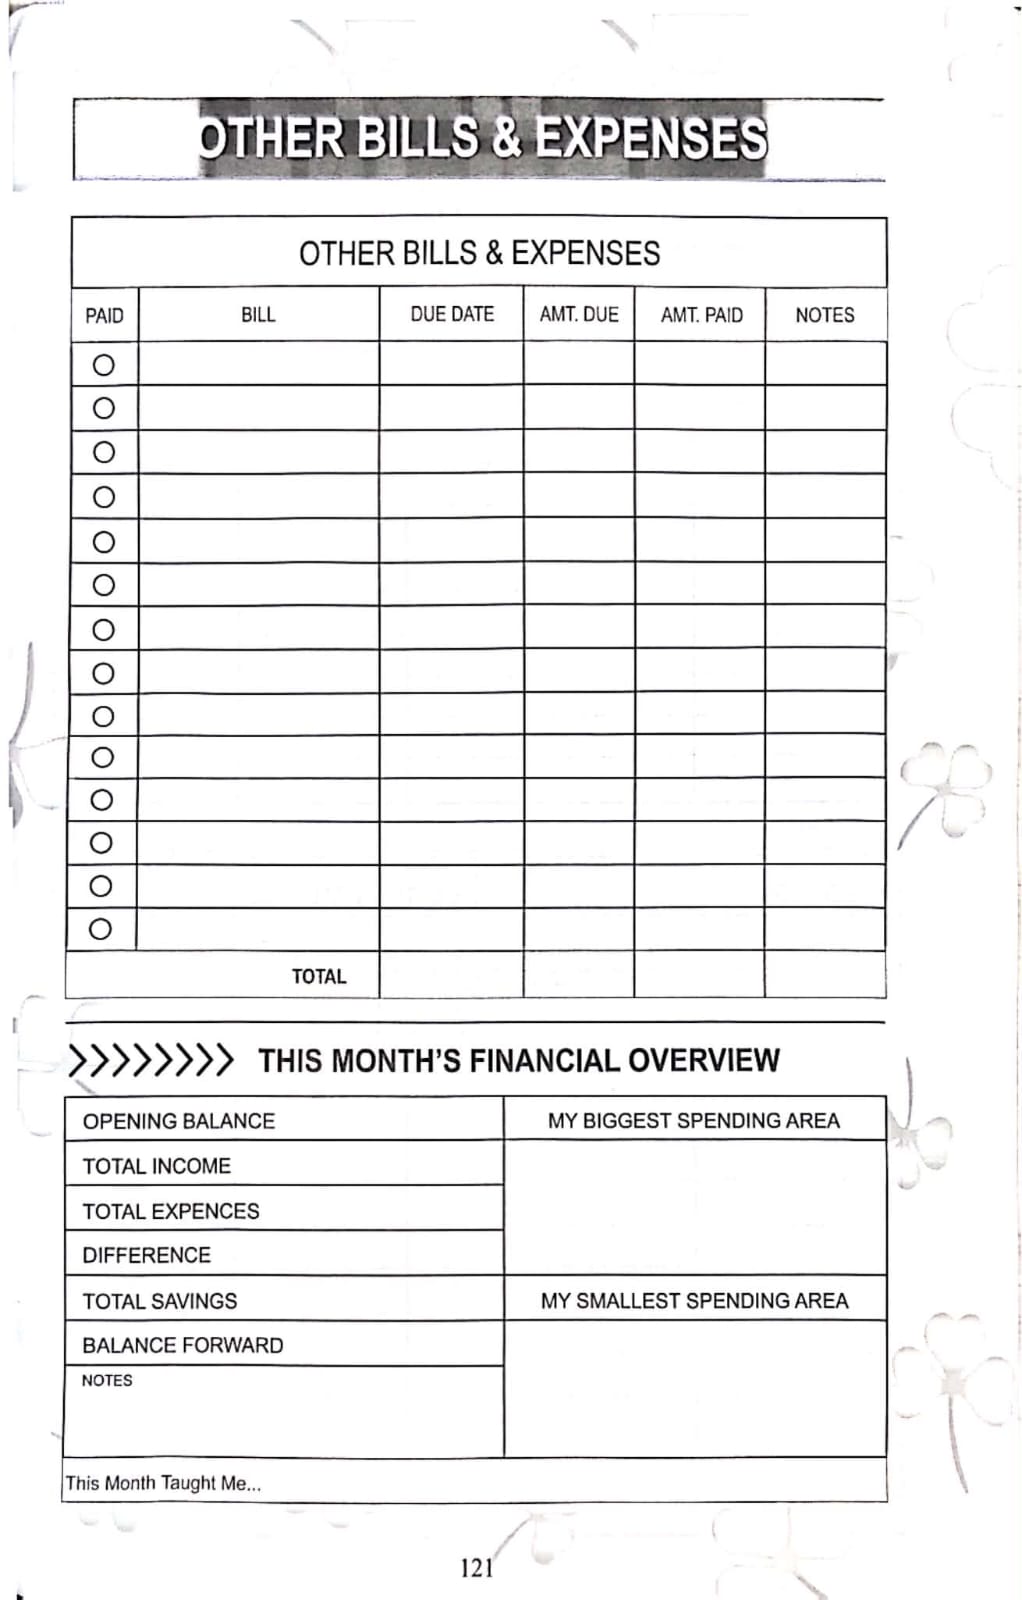 OTHER BILLS & EXPENSES
OTHER BILLS & EXPENSES
PAID BILL DUE DATE AMT. DUE AMT. PAID NOTES
TOTAL
>>>>>>>> THIS MONTH'S FINANCIAL OVERVIEW
OPENING BALANCE MY BIGGEST SPENDING AREA
TOTAL INCOME
TOTAL EXPENCES
DIFFERENCE
TOTAL SAVINGS MY SMALLEST SPENDING AREA
BALANCE FORWARD
NOTES
This Month Taught Me...
121